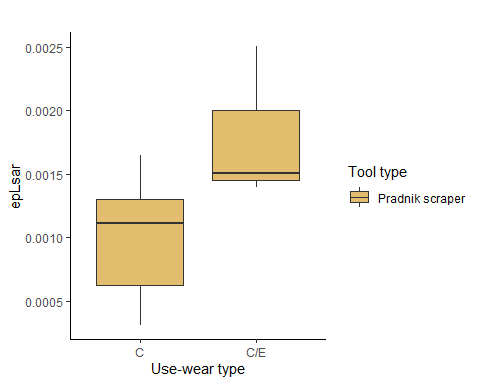 0.0025
0.0020
0.0015
0.0010
0.0005
epLsar
C
C/E
Use-wear type
Tool type
Pradnik scraper